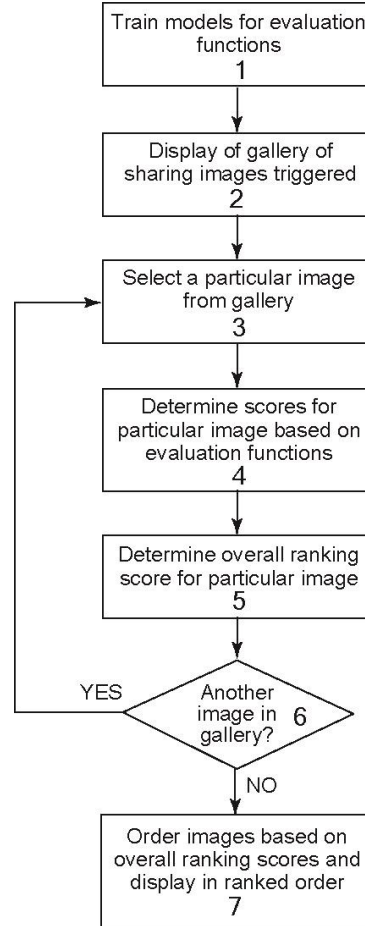 Train models for evaluation
functions
1
Display of gallery of
sharing images triggered
2
Select a particular image
from gallery
3
Determine scores for
particular image based on
evaluation functions
4
Determine overall ranking
score for particular image
5
YES
Another
image in 6
gallery?
NO
Order images based on
overall ranking scores and
display in ranked order
7